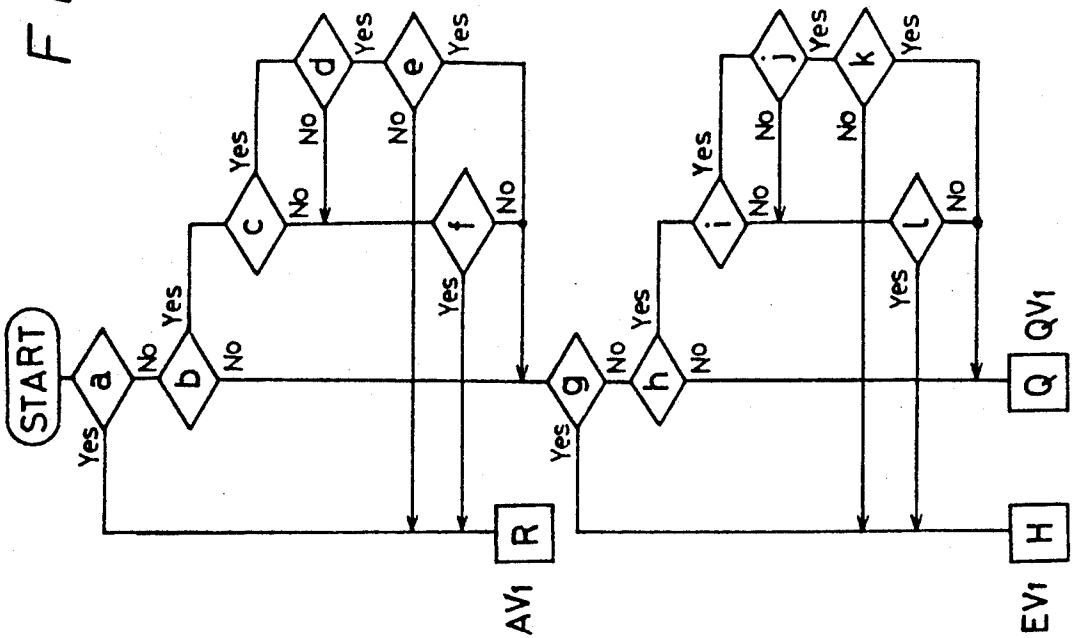 F
START
a
Yes
No
b
Yes
No
c
Yes
No
d
Yes
No
e
Yes
No
f
Yes
No
R
AV1
g
Yes
No
h
Yes
No
i
Yes
No
j
Yes
No
k
Yes
No
l
Yes
No
H
EV1
Q
QV1